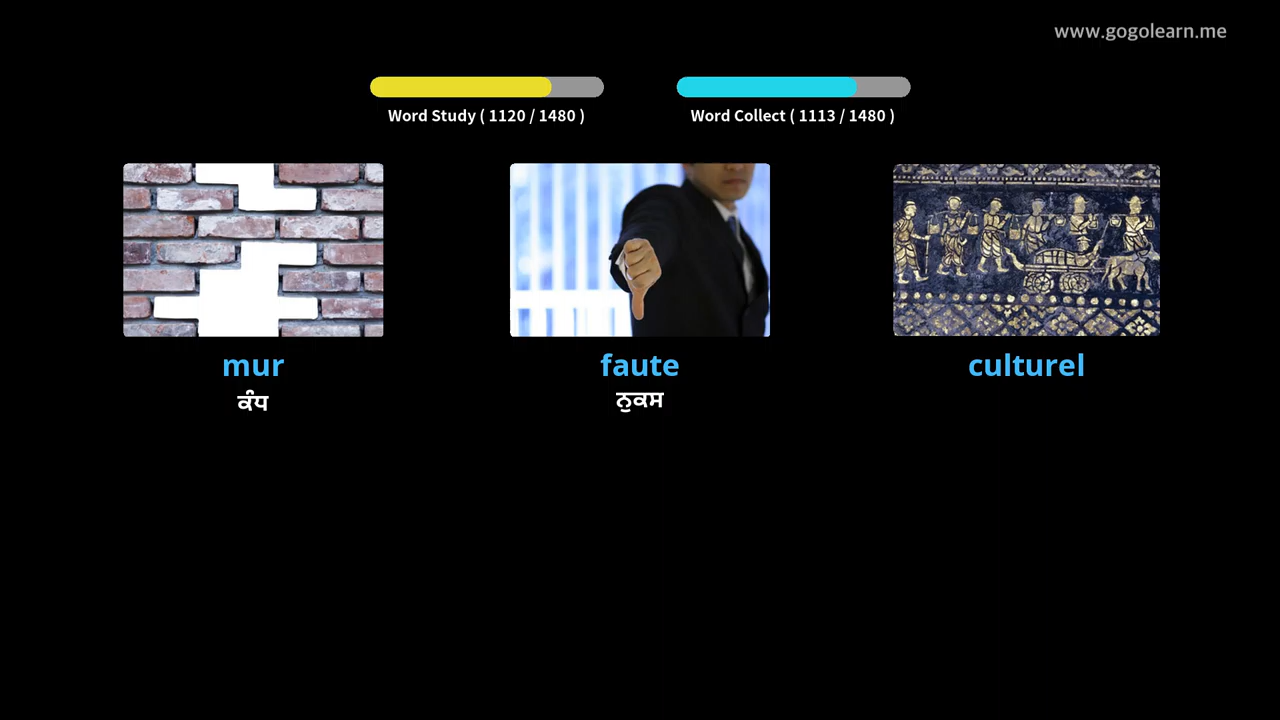 www.gogolearn.me
Word Study ( 1120 / 1480 )
Word Collect ( 1113 / 1480 )
mur
faute
culturel
ਕੰਧ
ਨੁਕਸ